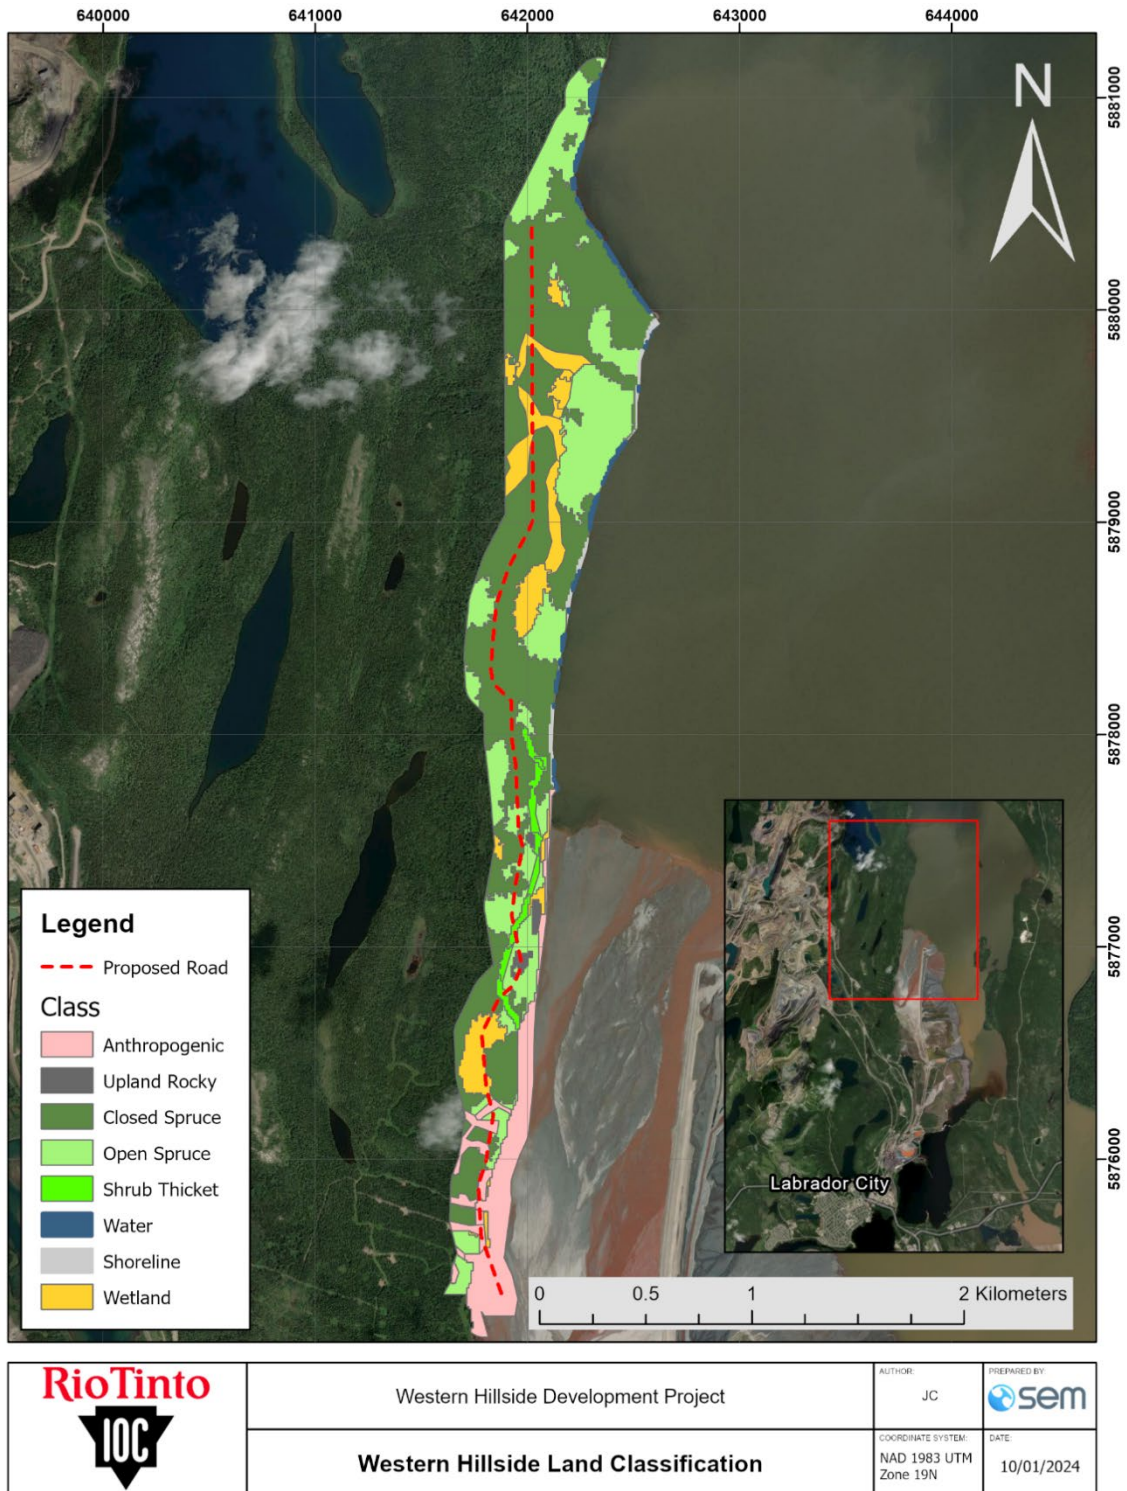 640000
641000
642000
643000
644000
N
5881000
5880000
5879000
5878000
5877000
5876000
Legend
Proposed Road
Class
Anthropogenic
Upland Rocky
Closed Spruce
Open Spruce
Shrub Thicket
Water
Shoreline
Wetland
Labrador City
0 0.5 1 2 Kilometers
RioTinto
IOC
Western Hillside Development Project
Western Hillside Land Classification
AUTHOR:
JC
PREPARED BY:
sem
COORDINATE SYSTEM:
NAD 1983 UTM
Zone 19N
DATE:
10/01/2024